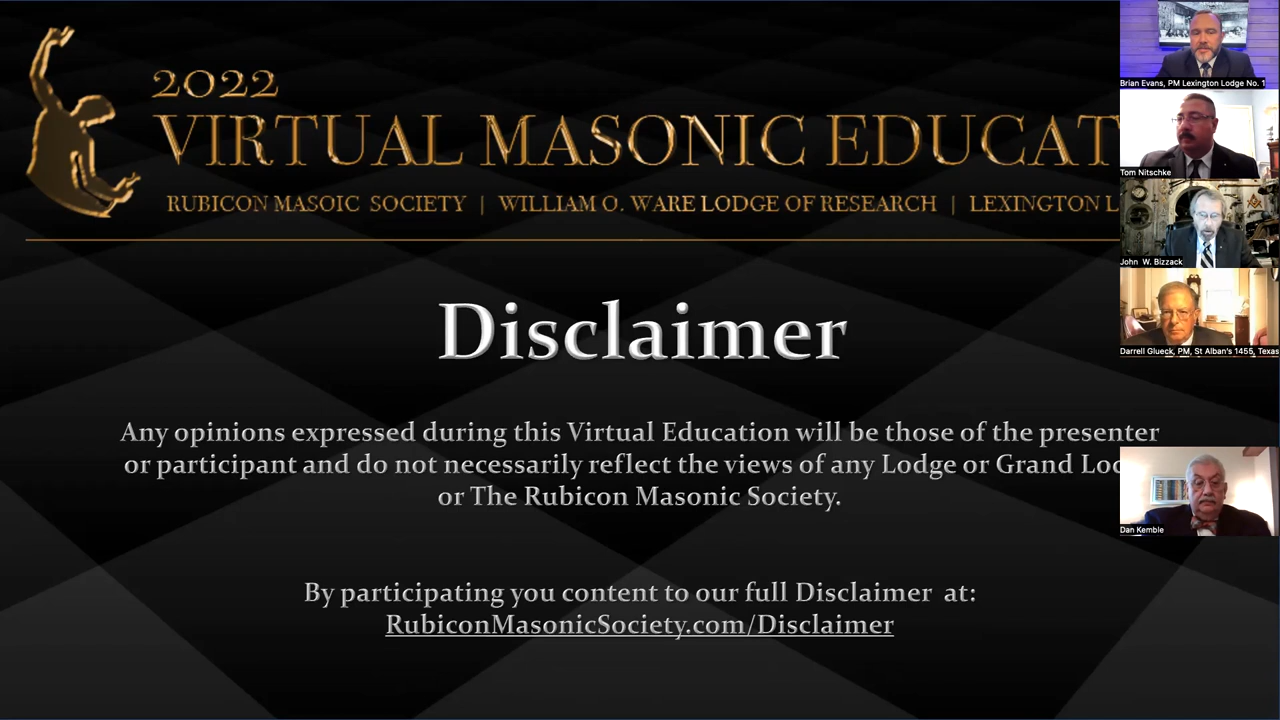 2022
VIRTUAL MASONIC EDUCAT
RUBICON MASOIC SOCIETY | WILLIAM O. WARE LODGE OF RESEARCH | LEXINGTON L
Disclaimer
Any opinions expressed during this Virtual Education will be those of the presenter
or participant and do not necessarily reflect the views of any Lodge or Grand Loc
or The Rubicon Masonic Society.
By participating you content to our full Disclaimer at:
RubiconMasonicSociety.com/Disclaimer
Brian Evans, PM Lexington Lodge No. 1
Tom Nitschke
John W. Bizzack
Darrell Glueck, PM, St Alban's 1455, Texas
Dan Kemble